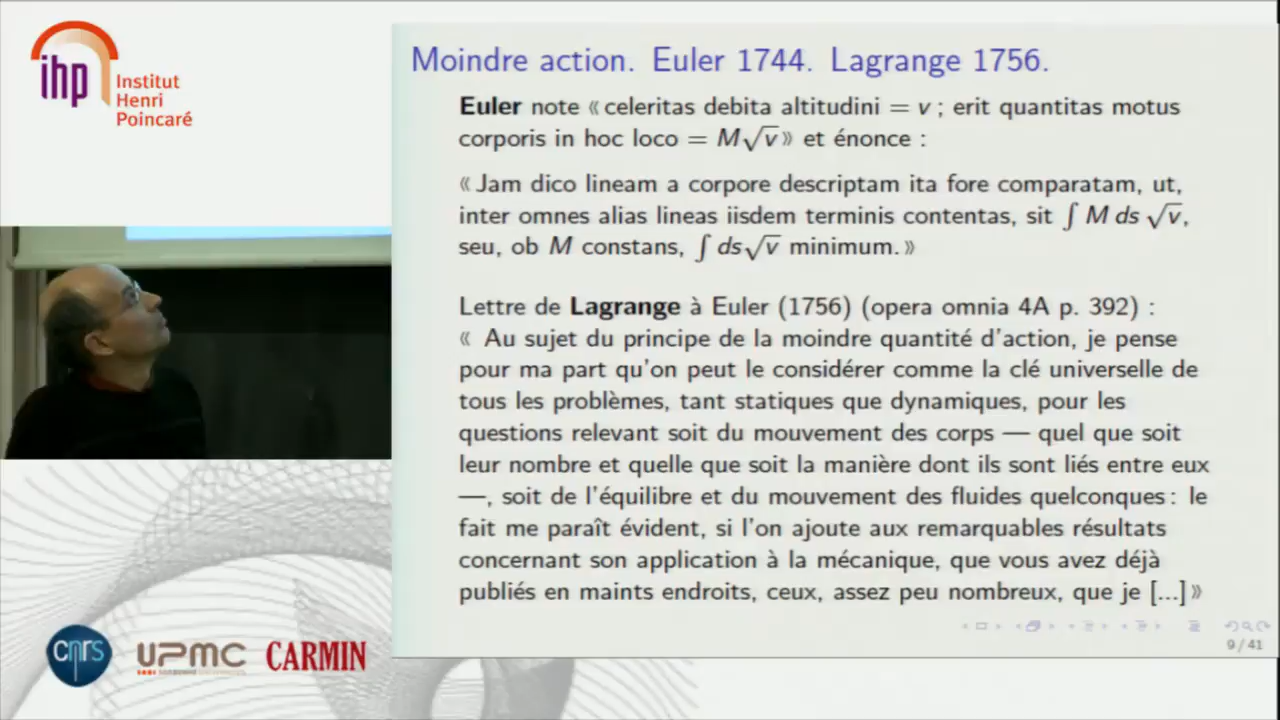 ihp
Institut
Henri
Poincaré
Moindre action. Euler 1744. Lagrange 1756.
Euler note « celeritas debita altitudini = v ; erit quantitas motus
corporis in hoc loco = M√v » et énonce :
« Jam dico lineam a corpore descriptam ita fore comparatam, ut,
inter omnes alias lineas iisdem terminis contentas, sit ∫ M ds √v,
seu, ob M constans, ∫ ds√v minimum. »
Lettre de Lagrange à Euler (1756) (opera omnia 4A p. 392) :
« Au sujet du principe de la moindre quantité d'action, je pense
pour ma part qu'on peut le considérer comme la clé universelle de
tous les problèmes, tant statiques que dynamiques, pour les
questions relevant soit du mouvement des corps — quel que soit
leur nombre et quelle que soit la manière dont ils sont liés entre eux
—, soit de l'équilibre et du mouvement des fluides quelconques : le
fait me paraît évident, si l'on ajoute aux remarquables résultats
concernant son application à la mécanique, que vous avez déjà
publiés en maints endroits, ceux, assez peu nombreux, que je [...] »
9 / 41
cnrs
UPMC
CARMIN